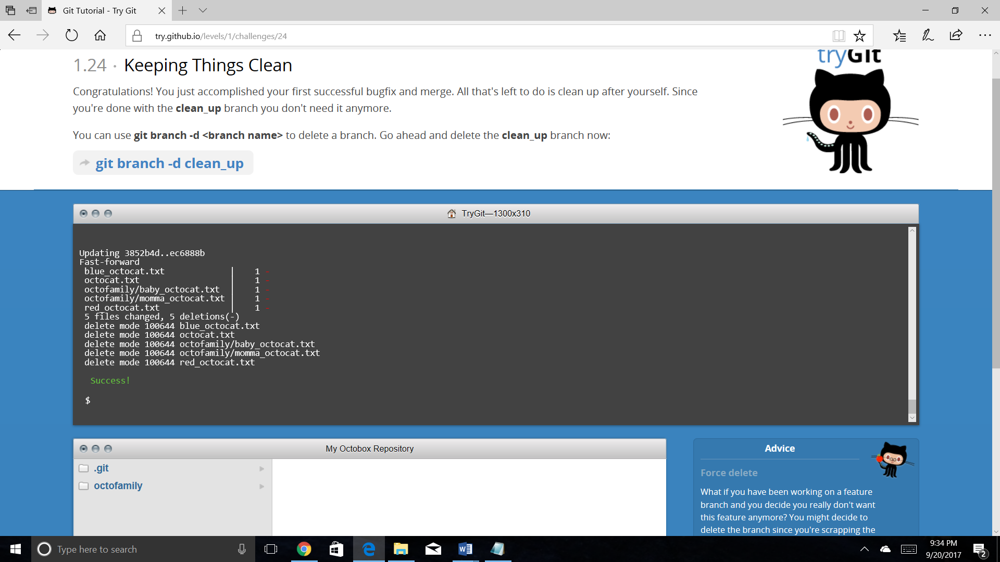 Git Tutorial - Try Git
try.github.io/levels/1/challenges/24
tryGit
1.24 · Keeping Things Clean
Congratulations! You just accomplished your first successful bugfix and merge. All that's left to do is clean up after yourself. Since
you're done with the clean_up branch you don't need it anymore.
You can use git branch -d <branch name> to delete a branch. Go ahead and delete the clean_up branch now:
git branch -d clean_up
TryGit—1300x310
Updating 3852b4d..ec6888b
Fast-forward
blue_octocat.txt | 1 -
octocat.txt | 1 -
octofamily/baby_octocat.txt | 1 -
octofamily/momma_octocat.txt | 1 -
red_octocat.txt | 1 -
5 files changed, 5 deletions(-)
delete mode 100644 blue_octocat.txt
delete mode 100644 octocat.txt
delete mode 100644 octofamily/baby_octocat.txt
delete mode 100644 octofamily/momma_octocat.txt
delete mode 100644 red_octocat.txt
Success!
$
My Octobox Repository
.git
octofamily
Advice
Force delete
What if you have been working on a feature
branch and you decide you really don't want
this feature anymore? You might decide to
delete the branch since you're scrapping the
Type here to search
9:34 PM
9/20/2017
2